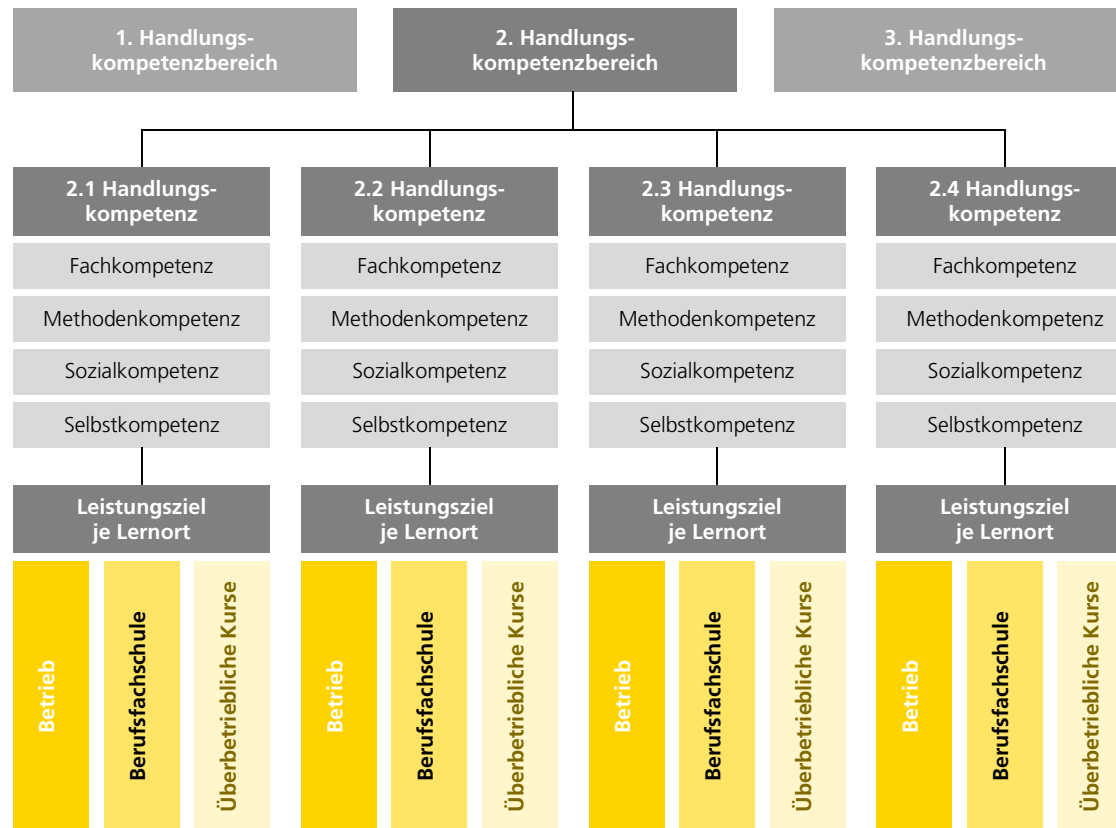 1. Handlungs-
kompetenzbereich
2. Handlungs-
kompetenzbereich
3. Handlungs-
kompetenzbereich
2.1 Handlungs-
kompetenz
2.2 Handlungs-
kompetenz
2.3 Handlungs-
kompetenz
2.4 Handlungs-
kompetenz
Fachkompetenz
Fachkompetenz
Fachkompetenz
Fachkompetenz
Methodenkompetenz
Methodenkompetenz
Methodenkompetenz
Methodenkompetenz
Sozialkompetenz
Sozialkompetenz
Sozialkompetenz
Sozialkompetenz
Selbstkompetenz
Selbstkompetenz
Selbstkompetenz
Selbstkompetenz
Leistungsziel
je Lernort
Leistungsziel
je Lernort
Leistungsziel
je Lernort
Leistungsziel
je Lernort
Betrieb
Berufsfachschule
Überbetriebliche Kurse
Betrieb
Berufsfachschule
Überbetriebliche Kurse
Betrieb
Berufsfachschule
Überbetriebliche Kurse
Betrieb
Berufsfachschule
Überbetriebliche Kurse